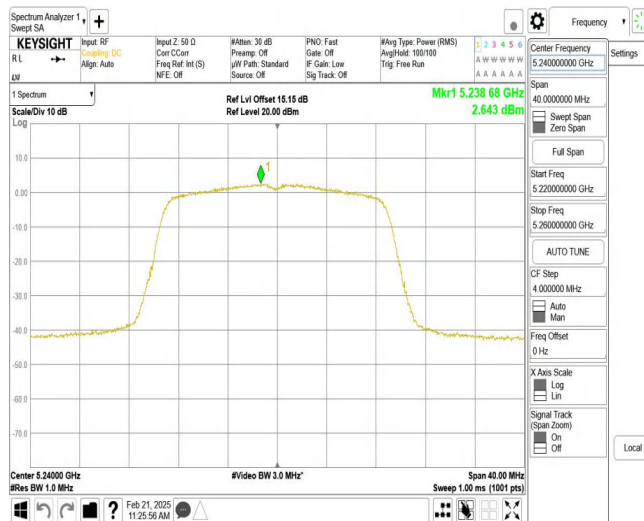 Spectrum Analyzer 1
Swept SA
+
Frequency
KEYSIGHT
RL
Input: RF
Coupling: DC
Align: Auto
Input Z: 50 Ω
Corr CCorr
Freq Ref: Int (S)
NFE: Off
#Atten: 30 dB
Preamp: Off
µW Path: Standard
Source: Off
PNO: Fast
Gate: Off
IF Gain: Low
Sig Track: Off
#Avg Type: Power (RMS)
Avg|Hold: 100/100
Trig: Free Run
1 2 3 4 5 6
A W W W W W
A A A A A A
Center Frequency
5.240000000 GHz
Settings
Span
40.0000000 MHz
Swept Span
Zero Span
Full Span
Start Freq
5.220000000 GHz
Stop Freq
5.260000000 GHz
AUTO TUNE
CF Step
4.000000 MHz
Auto
Man
Freq Offset
0 Hz
X Axis Scale
Log
Lin
Signal Track
(Span Zoom)
On
Off
Local
1 Spectrum
Scale/Div 10 dB
Log
Ref Lvl Offset 15.15 dB
Ref Level 20.00 dBm
Mkr1 5.238 68 GHz
2.643 dBm
1
10.0
0.00
-10.0
-20.0
-30.0
-40.0
-50.0
-60.0
-70.0
Center 5.24000 GHz
#Res BW 1.0 MHz
#Video BW 3.0 MHz*
Span 40.00 MHz
Sweep 1.00 ms (1001 pts)
?
Feb 21, 2025
11:25:56 AM